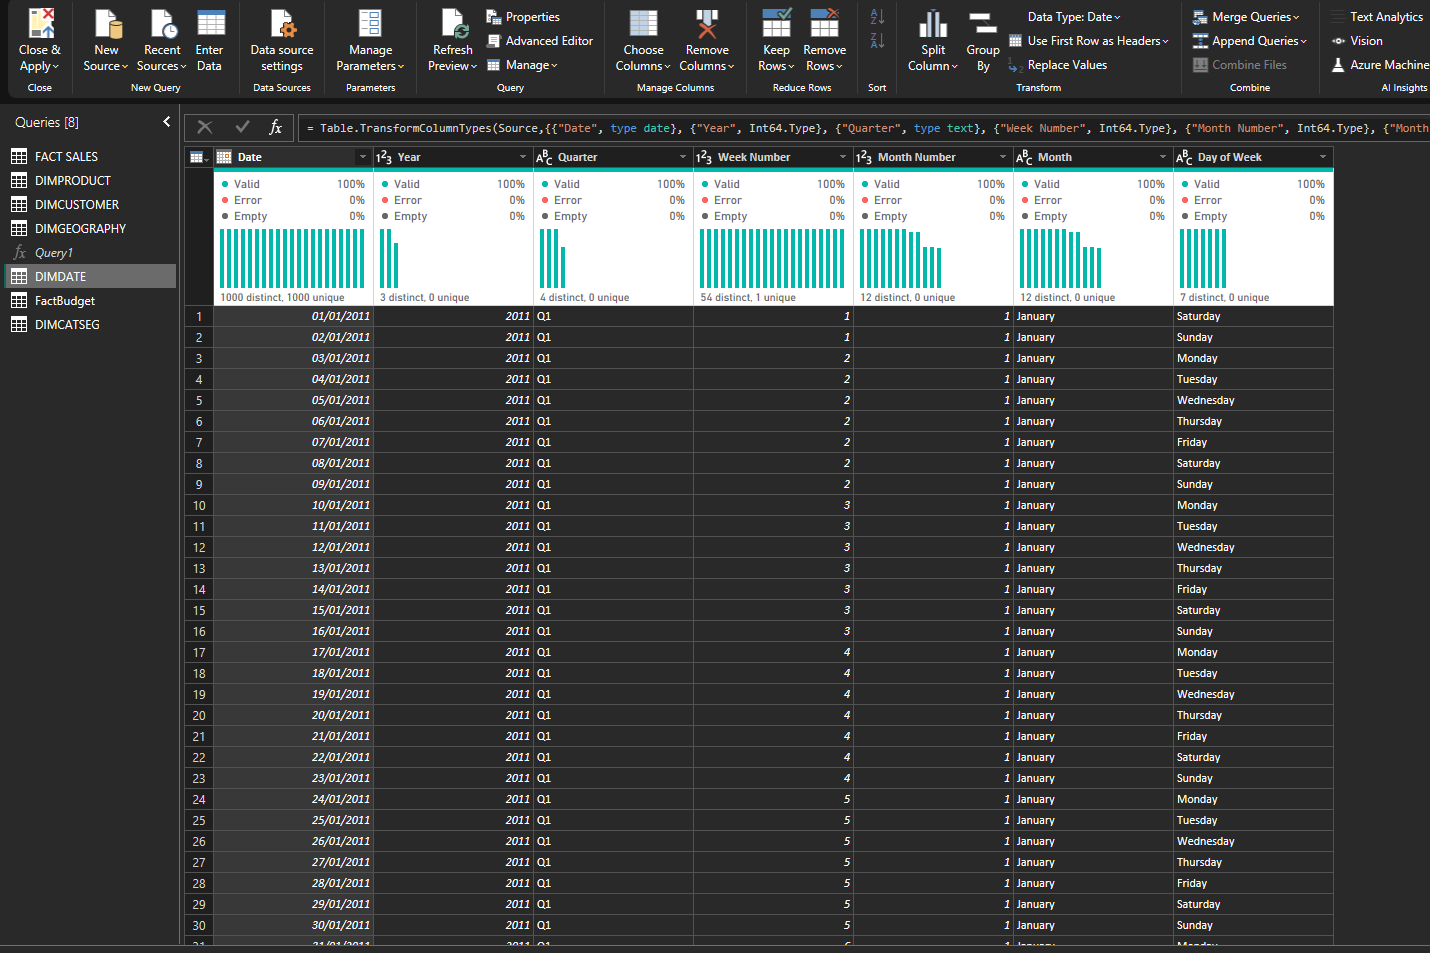 Close & Apply
New Source
Recent Sources
Enter Data
Data source settings
Manage Parameters
Refresh Preview
Properties
Advanced Editor
Manage
Choose Columns
Remove Columns
Keep Rows
Remove Rows
Split Column
Group By
Data Type: Date
Use First Row as Headers
Replace Values
Merge Queries
Append Queries
Combine Files
Text Analytics
Vision
Azure Machine
Close
New Query
Data Sources
Parameters
Query
Manage Columns
Reduce Rows
Sort
Transform
Combine
AI Insights
Queries [8]
FACT SALES
DIMPRODUCT
DIMCUSTOMER
DIMGEOGRAPHY
Query1
DIMDATE
FactBudget
DIMCATSEG
= Table.TransformColumnTypes(Source,{{"Date", type date}, {"Year", Int64.Type}, {"Quarter", type text}, {"Week Number", Int64.Type}, {"Month Number", Int64.Type}, {"Month
Date Year Quarter Week Number Month Number Month Day of Week
Valid 100% Valid 100% Valid 100% Valid 100% Valid 100% Valid 100% Valid 100%
Error 0% Error 0% Error 0% Error 0% Error 0% Error 0% Error 0%
Empty 0% Empty 0% Empty 0% Empty 0% Empty 0% Empty 0% Empty 0%
1000 distinct, 1000 unique 3 distinct, 0 unique 4 distinct, 0 unique 54 distinct, 1 unique 12 distinct, 0 unique 12 distinct, 0 unique 7 distinct, 0 unique
1 01/01/2011 2011 Q1 1 1 January Saturday
2 02/01/2011 2011 Q1 1 1 January Sunday
3 03/01/2011 2011 Q1 2 1 January Monday
4 04/01/2011 2011 Q1 2 1 January Tuesday
5 05/01/2011 2011 Q1 2 1 January Wednesday
6 06/01/2011 2011 Q1 2 1 January Thursday
7 07/01/2011 2011 Q1 2 1 January Friday
8 08/01/2011 2011 Q1 2 1 January Saturday
9 09/01/2011 2011 Q1 2 1 January Sunday
10 10/01/2011 2011 Q1 3 1 January Monday
11 11/01/2011 2011 Q1 3 1 January Tuesday
12 12/01/2011 2011 Q1 3 1 January Wednesday
13 13/01/2011 2011 Q1 3 1 January Thursday
14 14/01/2011 2011 Q1 3 1 January Friday
15 15/01/2011 2011 Q1 3 1 January Saturday
16 16/01/2011 2011 Q1 3 1 January Sunday
17 17/01/2011 2011 Q1 4 1 January Monday
18 18/01/2011 2011 Q1 4 1 January Tuesday
19 19/01/2011 2011 Q1 4 1 January Wednesday
20 20/01/2011 2011 Q1 4 1 January Thursday
21 21/01/2011 2011 Q1 4 1 January Friday
22 22/01/2011 2011 Q1 4 1 January Saturday
23 23/01/2011 2011 Q1 4 1 January Sunday
24 24/01/2011 2011 Q1 5 1 January Monday
25 25/01/2011 2011 Q1 5 1 January Tuesday
26 26/01/2011 2011 Q1 5 1 January Wednesday
27 27/01/2011 2011 Q1 5 1 January Thursday
28 28/01/2011 2011 Q1 5 1 January Friday
29 29/01/2011 2011 Q1 5 1 January Saturday
30 30/01/2011 2011 Q1 5 1 January Sunday